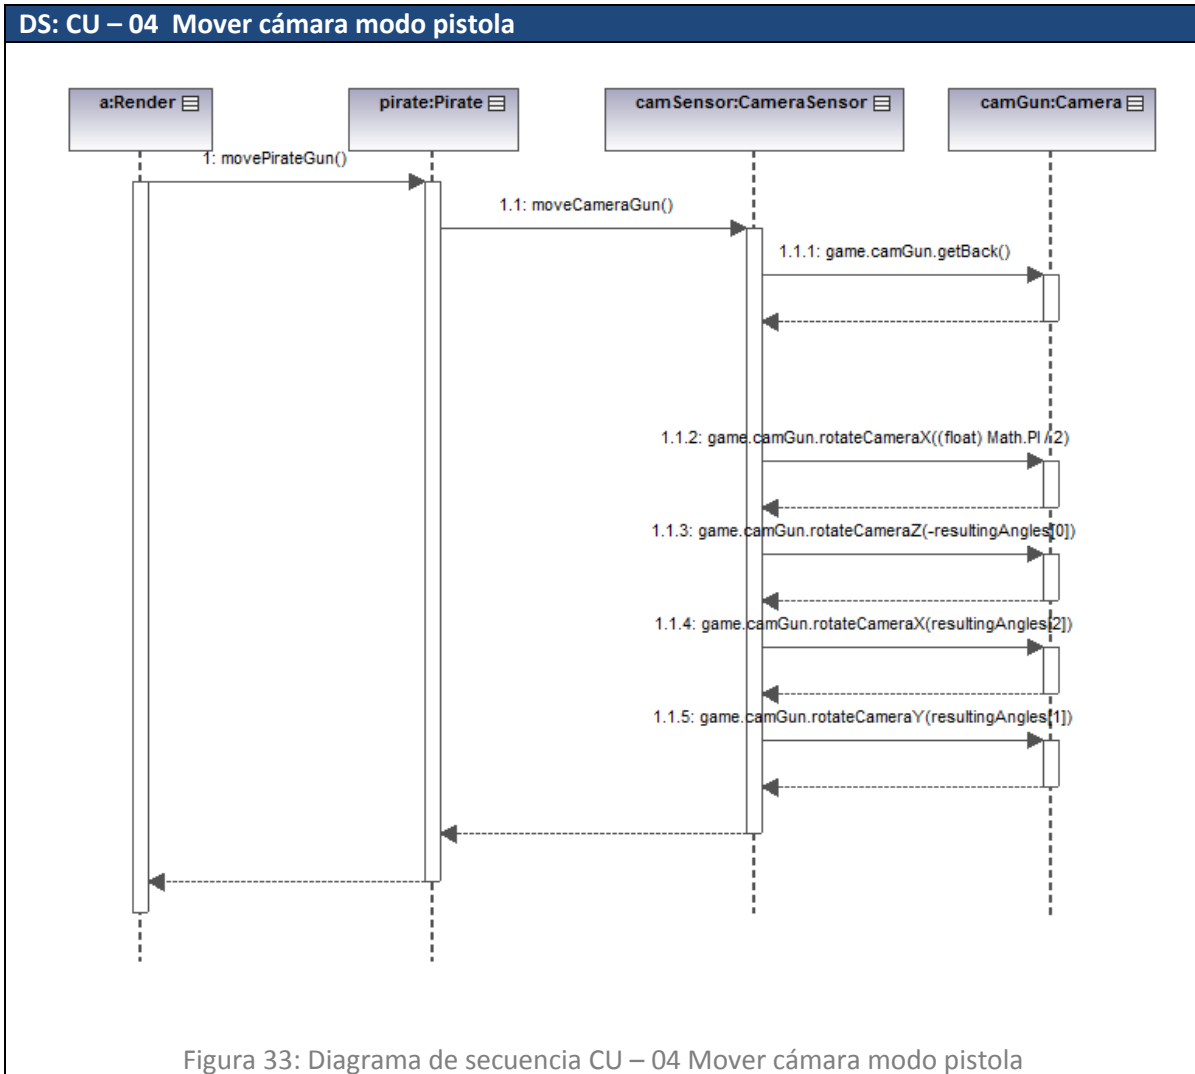 DS: CU – 04  Mover cámara modo pistola
a:Render
pirate:Pirate
camSensor:CameraSensor
camGun:Camera
1: movePirateGun()
1.1: moveCameraGun()
1.1.1: game.camGun.getBack()
1.1.2: game.camGun.rotateCameraX((float) Math.PI / 2)
1.1.3: game.camGun.rotateCameraZ(-resultingAngles[0])
1.1.4: game.camGun.rotateCameraX(resultingAngles[2])
1.1.5: game.camGun.rotateCameraY(resultingAngles[1])
Figura 33: Diagrama de secuencia CU – 04 Mover cámara modo pistola